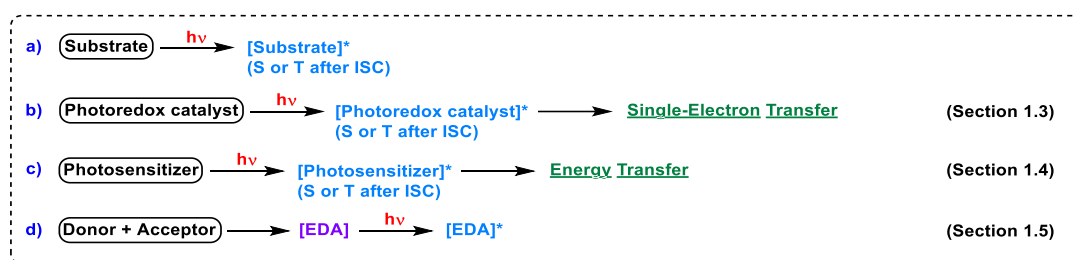 a) Substrate hν [Substrate]*
(S or T after ISC)
b) Photoredox catalyst hν [Photoredox catalyst]* Single-Electron Transfer (Section 1.3)
(S or T after ISC)
c) Photosensitizer hν [Photosensitizer]* Energy Transfer (Section 1.4)
(S or T after ISC)
d) Donor + Acceptor [EDA] hν [EDA]* (Section 1.5)